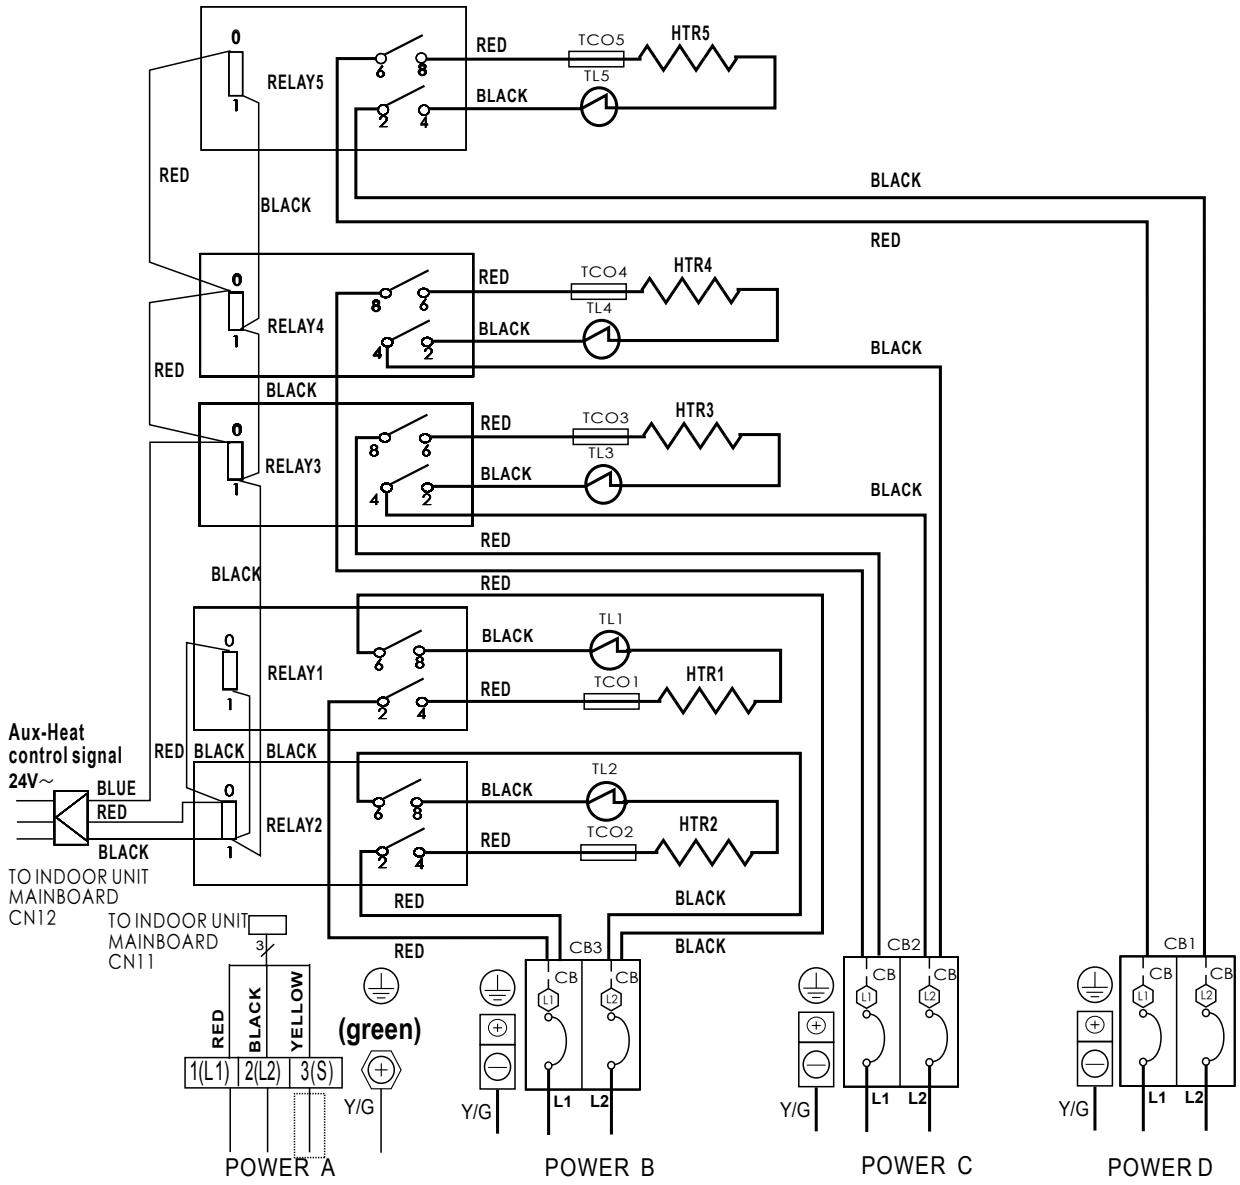 0
RELAY5
1
6
8
2
4
RED
TCO5
HTR5
TL5
BLACK
RED
BLACK
BLACK
RED
0
RELAY4
1
8
6
4
2
RED
TCO4
HTR4
TL4
BLACK
BLACK
RED
BLACK
0
RELAY3
1
8
6
4
2
RED
TCO3
HTR3
TL3
BLACK
BLACK
RED
BLACK
RED
0
RELAY1
1
6
8
2
4
BLACK
TL1
RED
TCO1
HTR1
Aux-Heat
control signal
24V~
RED
BLACK
BLACK
BLUE
RED
BLACK
0
RELAY2
1
6
8
2
4
BLACK
TL2
RED
TCO2
HTR2
TO INDOOR UNIT
MAINBOARD
CN12
TO INDOOR UNIT
MAINBOARD
CN11
3
RED
BLACK
RED
BLACK
RED
BLACK
YELLOW
(green)
1(L1)
2(L2)
3(S)
Y/G
POWER A
CB3
CB
CB
L1
L2
Y/G
L1
L2
POWER B
CB2
CB
CB
L1
L2
Y/G
L1
L2
POWER C
CB1
CB
CB
L1
L2
Y/G
L1
L2
POWER D